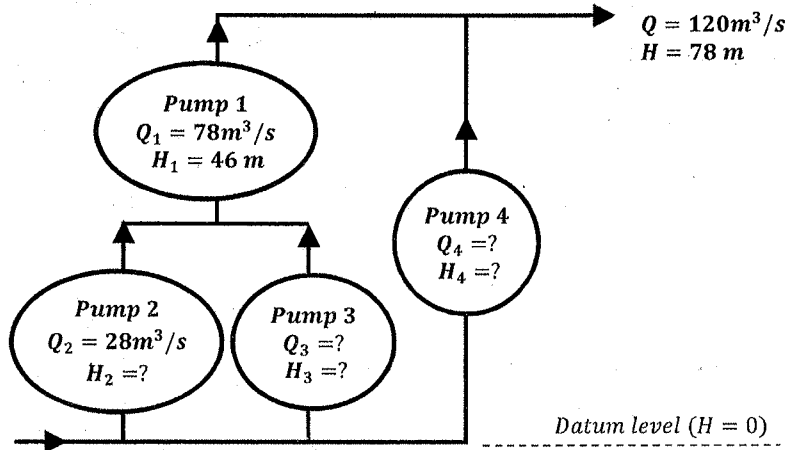 Q = 120m³/s
H = 78 m
Pump 1
Q₁ = 78m³/s
H₁ = 46 m
Pump 4
Q₄ =?
H₄ =?
Pump 2
Q₂ = 28m³/s
H₂ =?
Pump 3
Q₃ =?
H₃ =?
Datum level (H = 0)